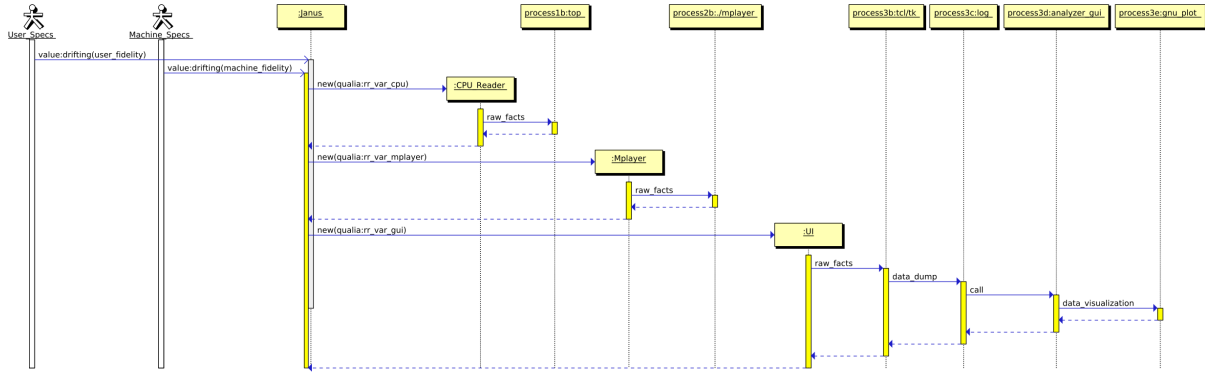 :Janus
process1b:top
process2b:./mplayer
process3b:tcl/tk
process3c:log
process3d:analyzer_gui
process3e:gnu_plot
User_Specs
Machine_Specs
value:drifting(user_fidelity)
value:drifting(machine_fidelity)
new(qualia:rr_var_cpu)
:CPU_Reader
raw_facts
new(qualia:rr_var_mplayer)
:Mplayer
raw_facts
new(qualia:rr_var_gui)
:UI
raw_facts
data_dump
call
data_visualization